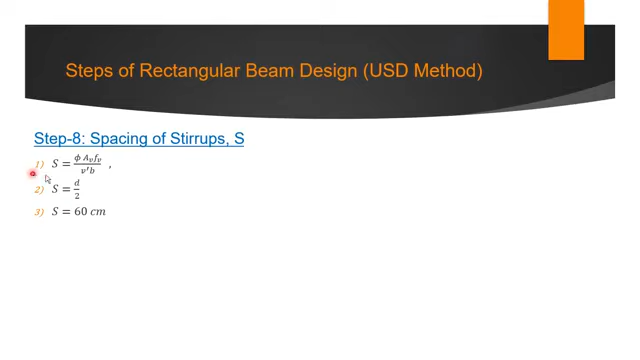 Steps of Rectangular Beam Design (USD Method)
Step-8: Spacing of Stirrups, S
1) S = ϕ A_v f_v / v′b ,
2) S = d / 2
3) S = 60 cm